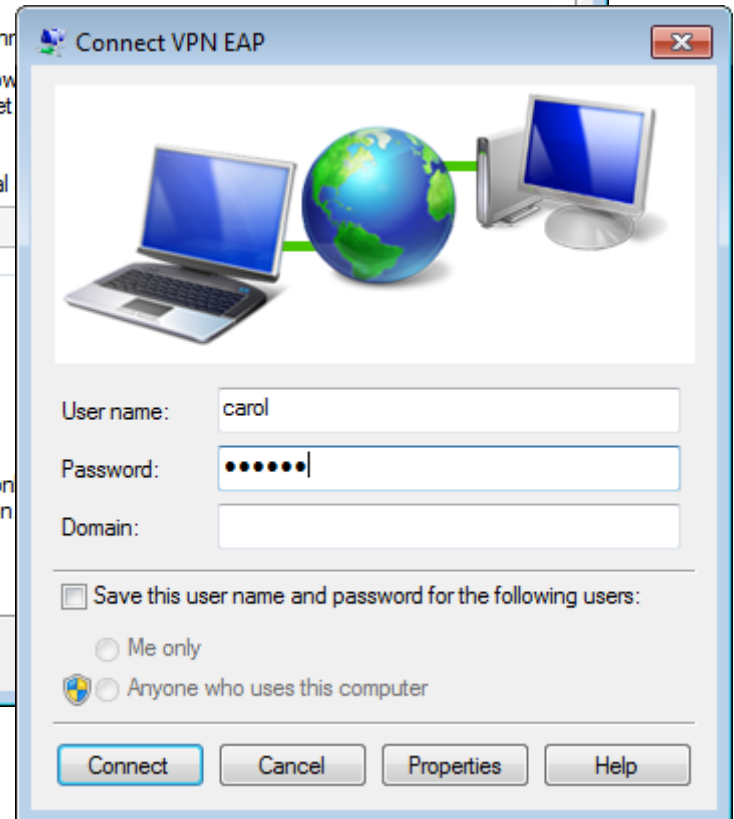 Connect VPN EAP
User name:
carol
Password:
••••••
Domain:
Save this user name and password for the following users:
Me only
Anyone who uses this computer
Connect
Cancel
Properties
Help